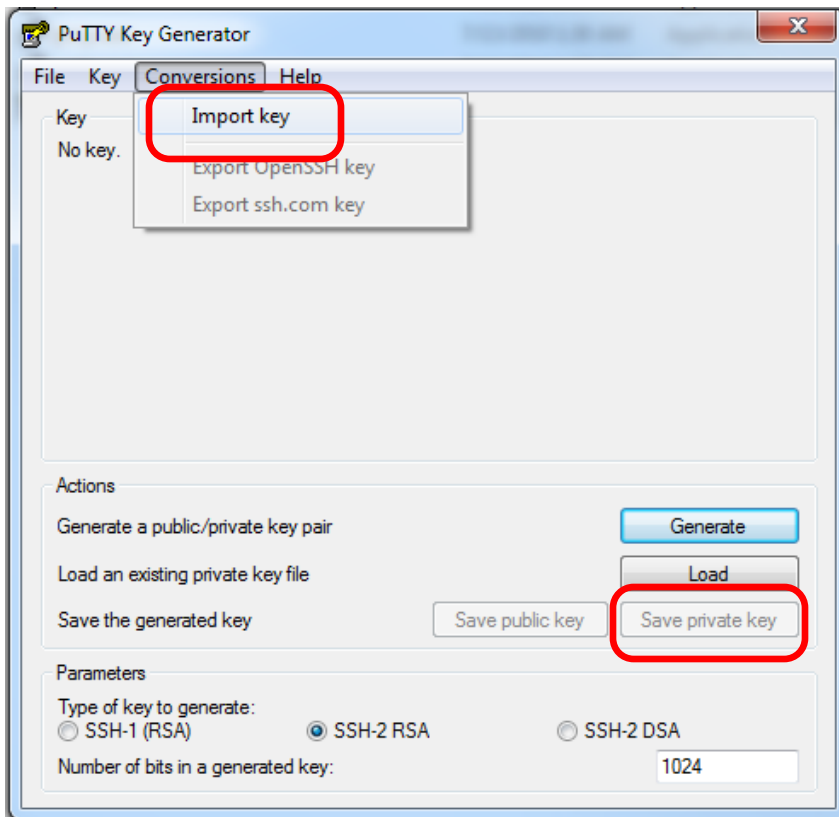 PuTTY Key Generator
File Key Conversions Help
Import key
Export OpenSSH key
Export ssh.com key
Key
No key.
Actions
Generate a public/private key pair Generate
Load an existing private key file Load
Save the generated key Save public key Save private key
Parameters
Type of key to generate:
SSH-1 (RSA) SSH-2 RSA SSH-2 DSA
Number of bits in a generated key: 1024